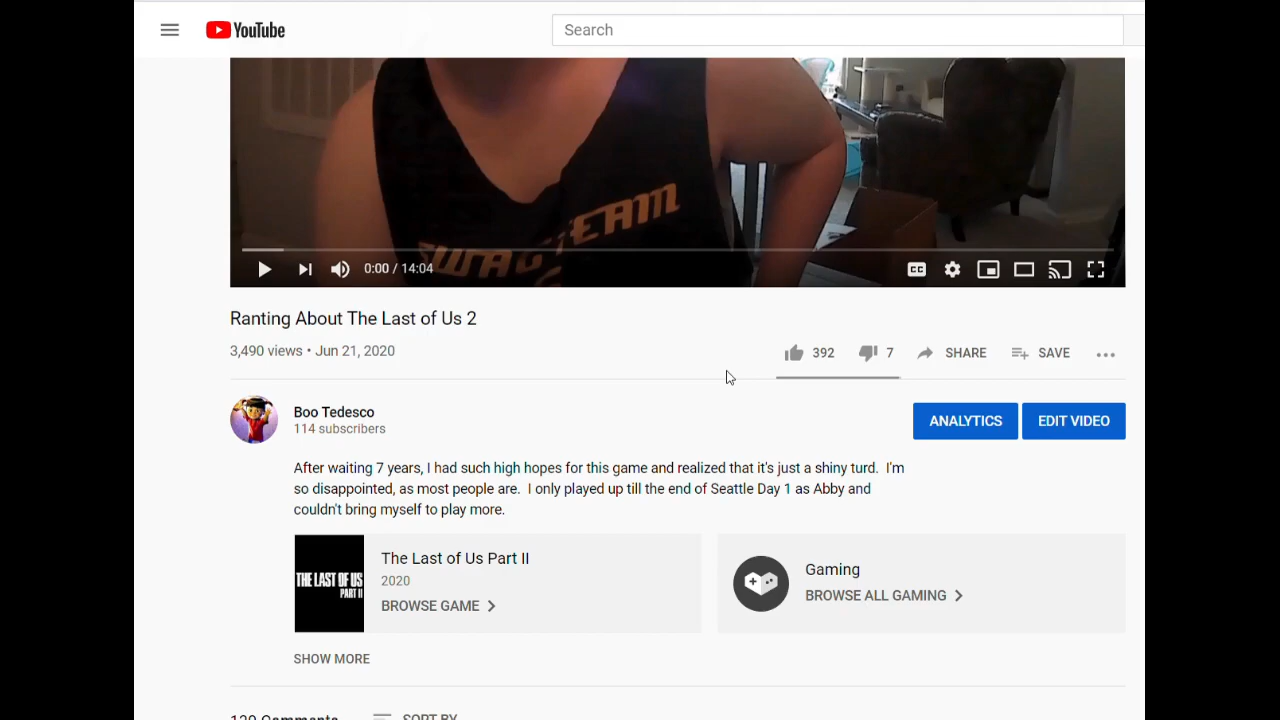 YouTube
Search
SWAG TEAM
0:00 / 14:04
CC
Ranting About The Last of Us 2
3,490 views • Jun 21, 2020
392
7
SHARE
SAVE
Boo Tedesco
114 subscribers
ANALYTICS
EDIT VIDEO
After waiting 7 years, I had such high hopes for this game and realized that it's just a shiny turd. I'm
so disappointed, as most people are. I only played up till the end of Seattle Day 1 as Abby and
couldn't bring myself to play more.
THE LAST OF US
PART II
The Last of Us Part II
2020
BROWSE GAME
Gaming
BROWSE ALL GAMING
SHOW MORE
Comments
SORT BY